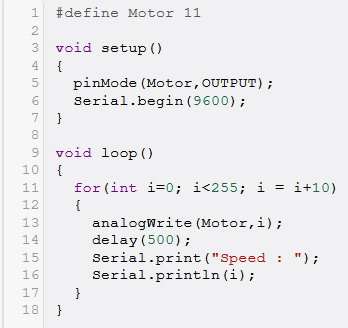 1 #define Motor 11
2
3 void setup()
4 {
5   pinMode(Motor,OUTPUT);
6   Serial.begin(9600);
7 }
8
9 void loop()
10 {
11   for(int i=0; i<255; i = i+10)
12   {
13     analogWrite(Motor,i);
14     delay(500);
15     Serial.print("Speed : ");
16     Serial.println(i);
17   }
18 }